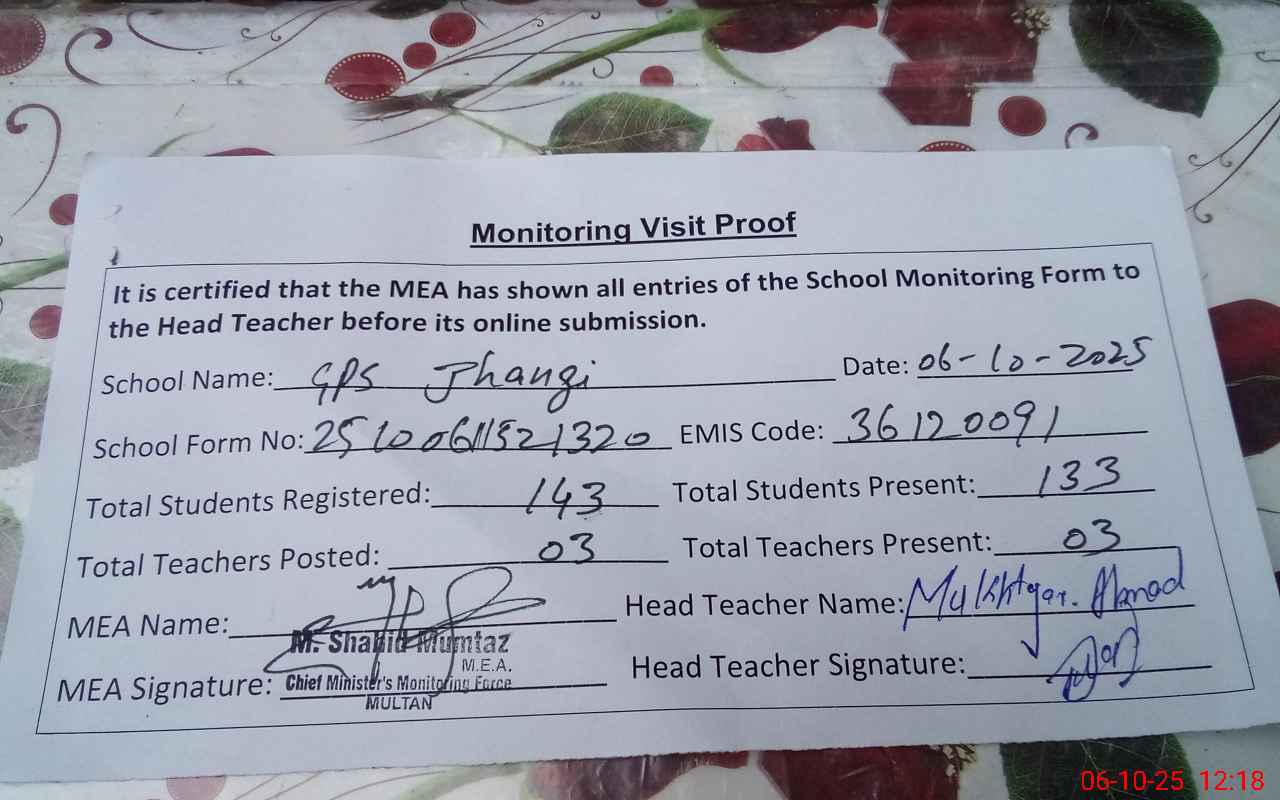 Monitoring Visit Proof
It is certified that the MEA has shown all entries of the School Monitoring Form to
the Head Teacher before its online submission.
School Name: GPS Jhangi Date: 06-10-2025
School Form No: 2510061521320 EMIS Code: 36120091
Total Students Registered: 143 Total Students Present: 133
Total Teachers Posted: 03 Total Teachers Present: 03
MEA Name: Head Teacher Name: Mukhtyar. Ahmad
M. Shahid Mumtaz
M.E.A.
MEA Signature: Chief Minister's Monitoring Force Head Teacher Signature:
MULTAN
06-10-25 12:18